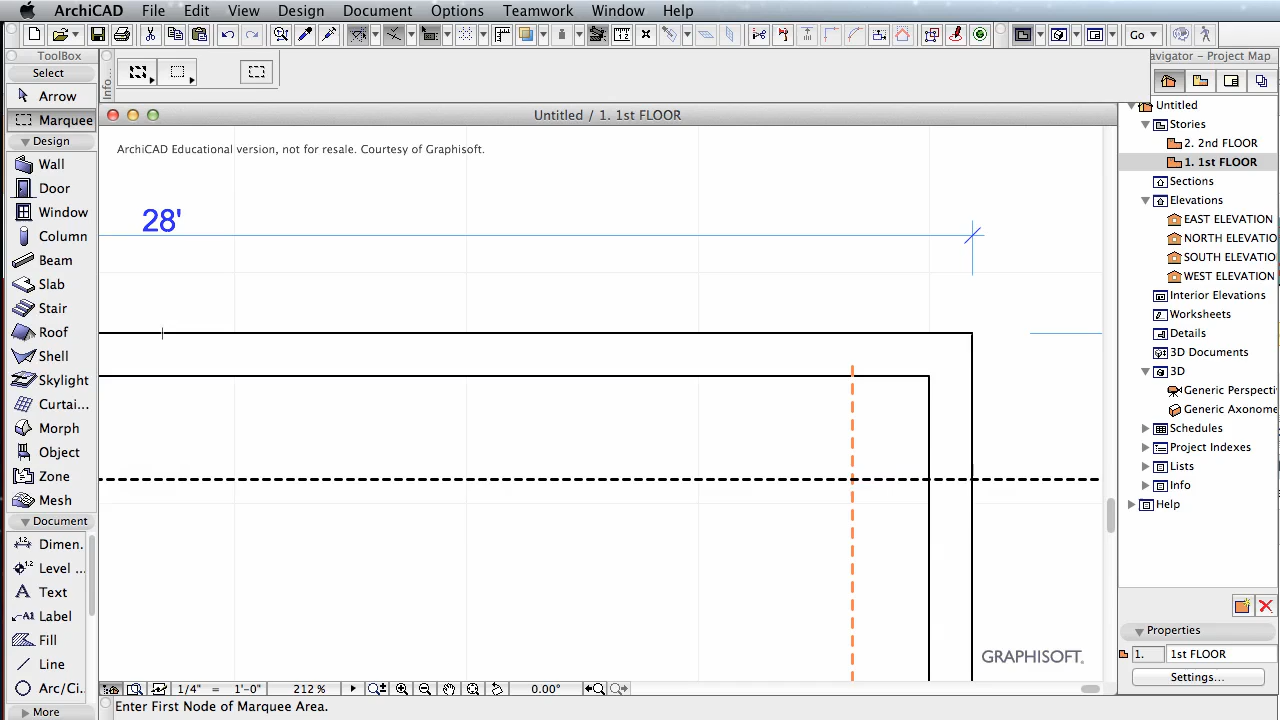 ArchiCAD File Edit View Design Document Options Teamwork Window Help
Go
ToolBox
Select
Arrow
Marquee
Design
Wall
Door
Window
Column
Beam
Slab
Stair
Roof
Shell
Skylight
Curtai...
Morph
Object
Zone
Mesh
Document
1.2 Dimen.
1.2 Level ...
A Text
A1 Label
Fill
Line
Arc/Ci...
More
Info...
Untitled / 1. 1st FLOOR
ArchiCAD Educational version, not for resale. Courtesy of Graphisoft.
28'
GRAPHISOFT.
1/4" = 1'-0" 212 % 0.00°
Enter First Node of Marquee Area.
avigator - Project Map
Untitled
Stories
2. 2nd FLOOR
1. 1st FLOOR
Sections
Elevations
EAST ELEVATION
NORTH ELEVATIO
SOUTH ELEVATIO
WEST ELEVATION
Interior Elevations
Worksheets
Details
3D Documents
3D
Generic Perspecti
Generic Axonome
Schedules
Project Indexes
Lists
Info
Help
Properties
1. 1st FLOOR
Settings...